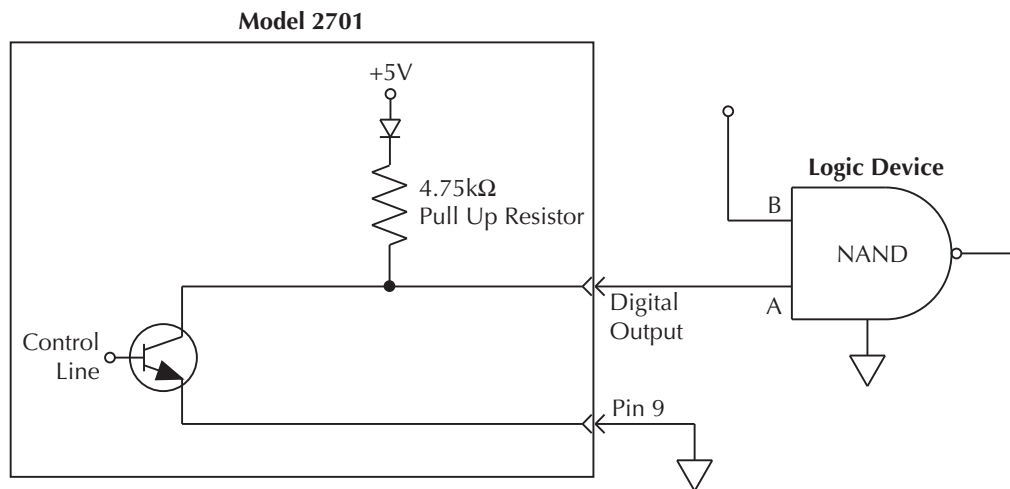 Model 2701
+5V
4.75kΩ
Pull Up Resistor
Logic Device
B
NAND
A
Digital
Output
Control
Line
Pin 9